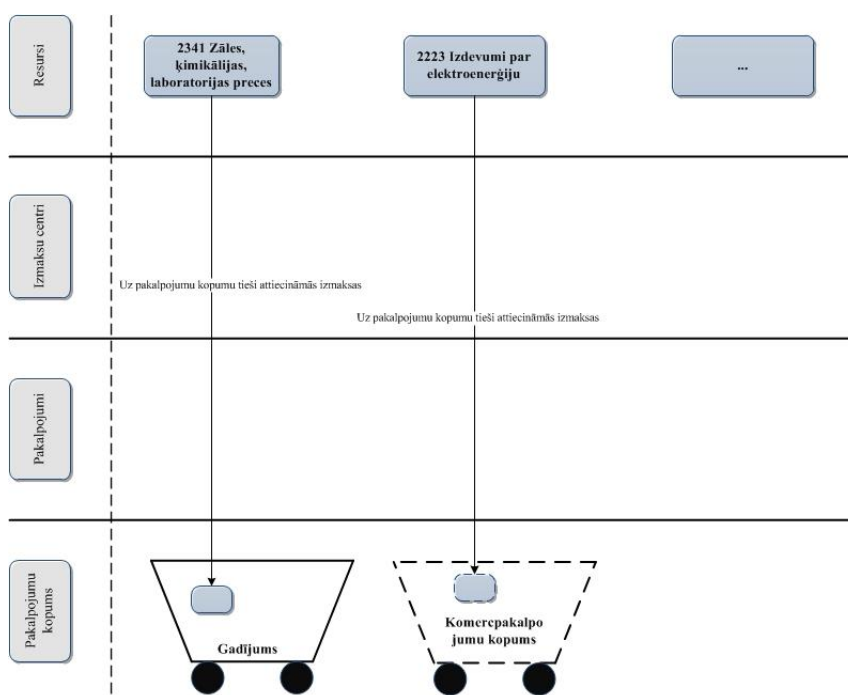 Resursi
2341 Zāles,
ķimikālijas,
laboratorijas preces
2223 Izdevumi par
elektroenerģiju
...
Izmaksu centri
Uz pakalpojumu kopumu tieši attiecināmās izmaksas
Uz pakalpojumu kopumu tieši attiecināmās izmaksas
Pakalpojumi
Pakalpojumu
kopums
Gadījums
Komercpakalpo
jumu kopums